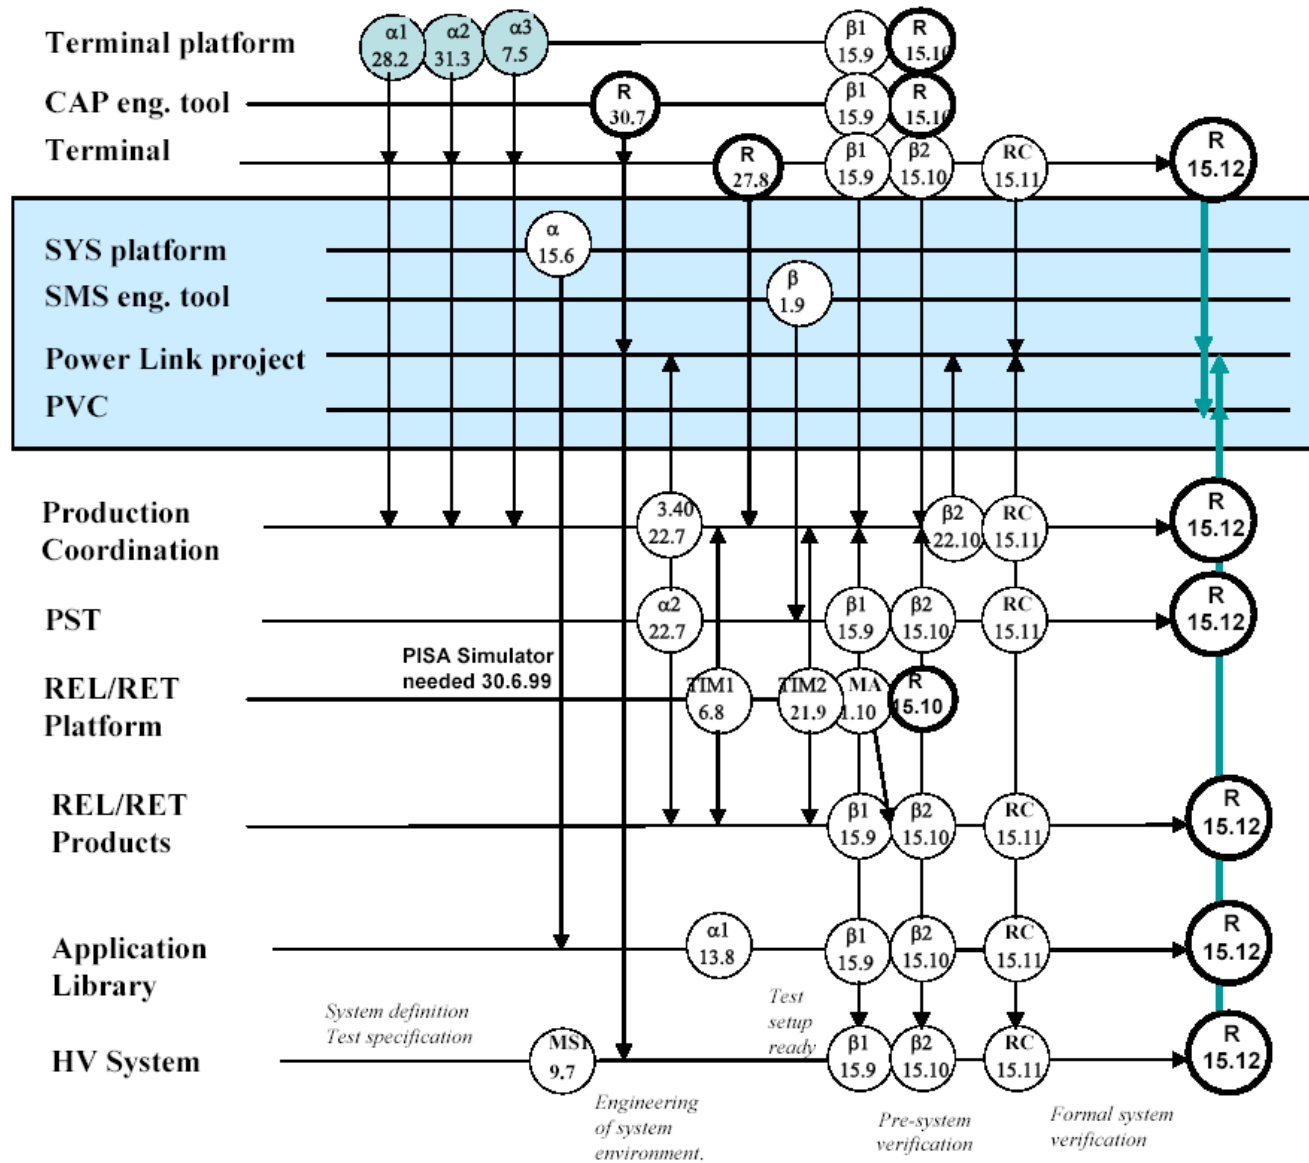 Terminal platform
α1 α2 α3 β1 R
28.2 31.3 7.5 15.9 15.10
CAP eng. tool
R β1 R
30.7 15.9 15.10
Terminal
R β1 β2 RC R
27.8 15.9 15.10 15.11 15.12
SYS platform
α
15.6
SMS eng. tool
β
1.9
Power Link project
PVC
Production
Coordination
3.40 β2 RC R
22.7 22.10 15.11 15.12
PST
α2 β1 β2 RC R
22.7 15.9 15.10 15.11 15.12
PISA Simulator
needed 30.6.99
REL/RET
Platform
TIM1 TIM2 MA R
6.8 21.9 1.10 15.10
REL/RET
Products
β1 β2 RC R
15.9 15.10 15.11 15.12
Application
Library
α1 β1 β2 RC R
13.8 15.9 15.10 15.11 15.12
System definition
Test specification
Test
setup
ready
HV System
MS1 β1 β2 RC R
9.7 15.9 15.10 15.11 15.12
Engineering
of system
environment.
Pre-system
verification
Formal system
verification